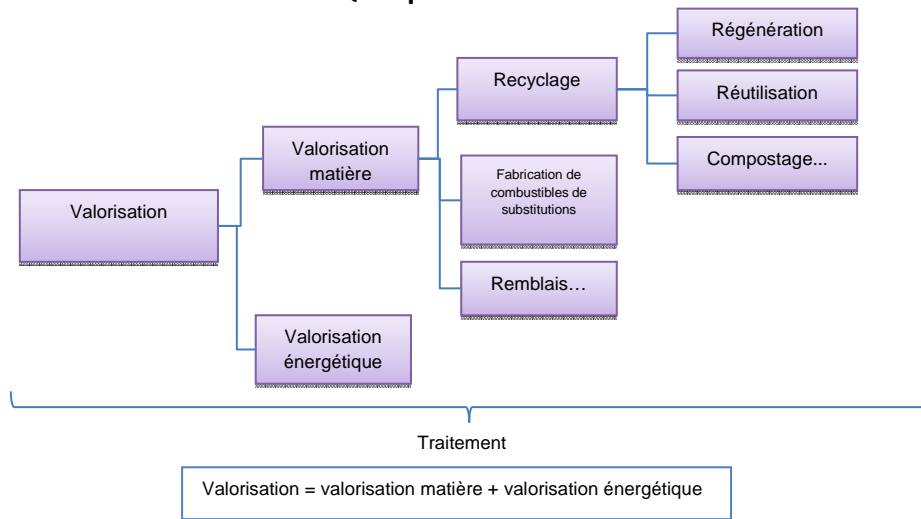 Régénération
Recyclage
Réutilisation
Valorisation
matière
Compostage...
Fabrication de
combustibles de
substitutions
Valorisation
Remblais…
Valorisation
énergétique
Traitement
Valorisation = valorisation matière + valorisation énergétique